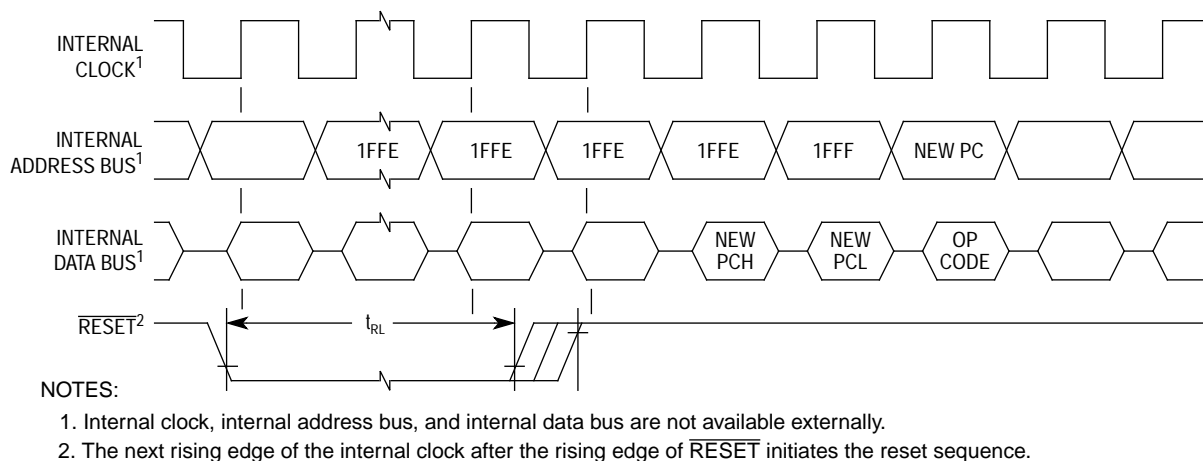 INTERNAL
CLOCK¹
INTERNAL
ADDRESS BUS¹
1FFE 1FFE 1FFE 1FFE 1FFF NEW PC
INTERNAL
DATA BUS¹
NEW PCH NEW PCL OP CODE
RESET²
tRL
NOTES:
1. Internal clock, internal address bus, and internal data bus are not available externally.
2. The next rising edge of the internal clock after the rising edge of RESET initiates the reset sequence.